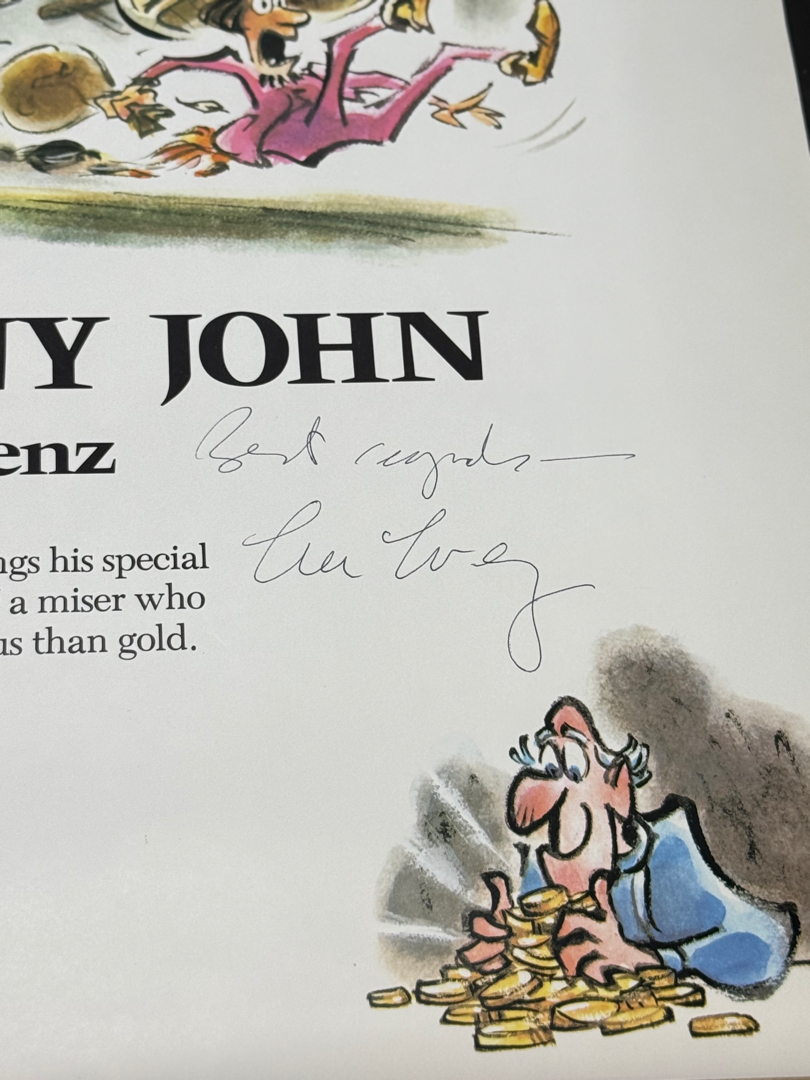 NY JOHN
enz
Best regards —
ngs his special
a miser who
us than gold.